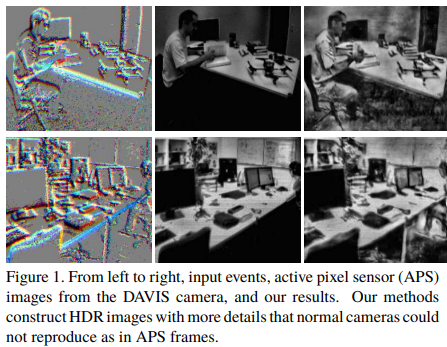 Figure 1. From left to right, input events, active pixel sensor (APS)
images from the DAVIS camera, and our results. Our methods
construct HDR images with more details that normal cameras could
not reproduce as in APS frames.